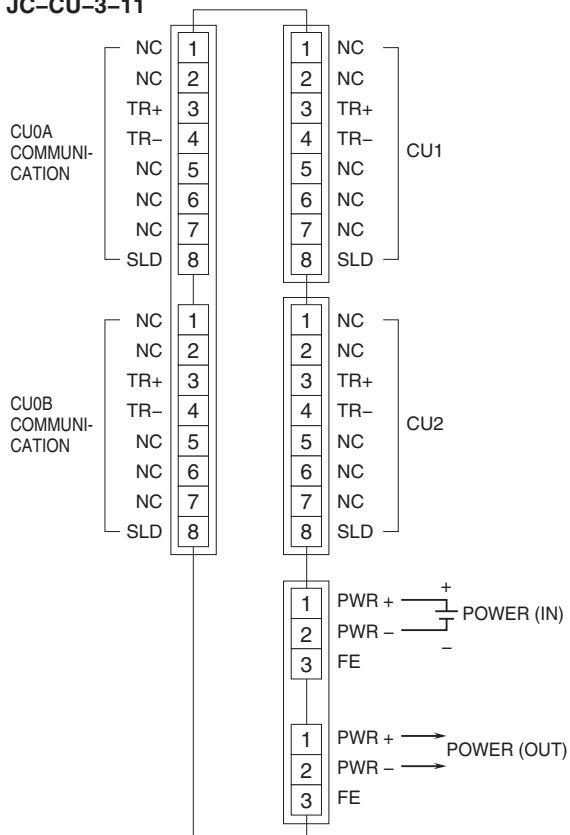 JC–CU–3–11
CU0A
COMMUNI-
CATION
NC 1
NC 2
TR+ 3
TR– 4
NC 5
NC 6
NC 7
SLD 8
1 NC
2 NC
3 TR+
4 TR–
5 NC
6 NC
7 NC
8 SLD
CU1
CU0B
COMMUNI-
CATION
NC 1
NC 2
TR+ 3
TR– 4
NC 5
NC 6
NC 7
SLD 8
1 NC
2 NC
3 TR+
4 TR–
5 NC
6 NC
7 NC
8 SLD
CU2
1 PWR + +
2 PWR – –
3 FE
POWER (IN)
1 PWR +
2 PWR –
3 FE
POWER (OUT)